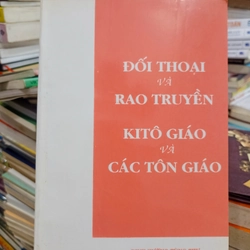 ĐỐI THOẠI
và
RAO TRUYỀN
KITÔ GIÁO
và
CÁC TÔN GIÁO